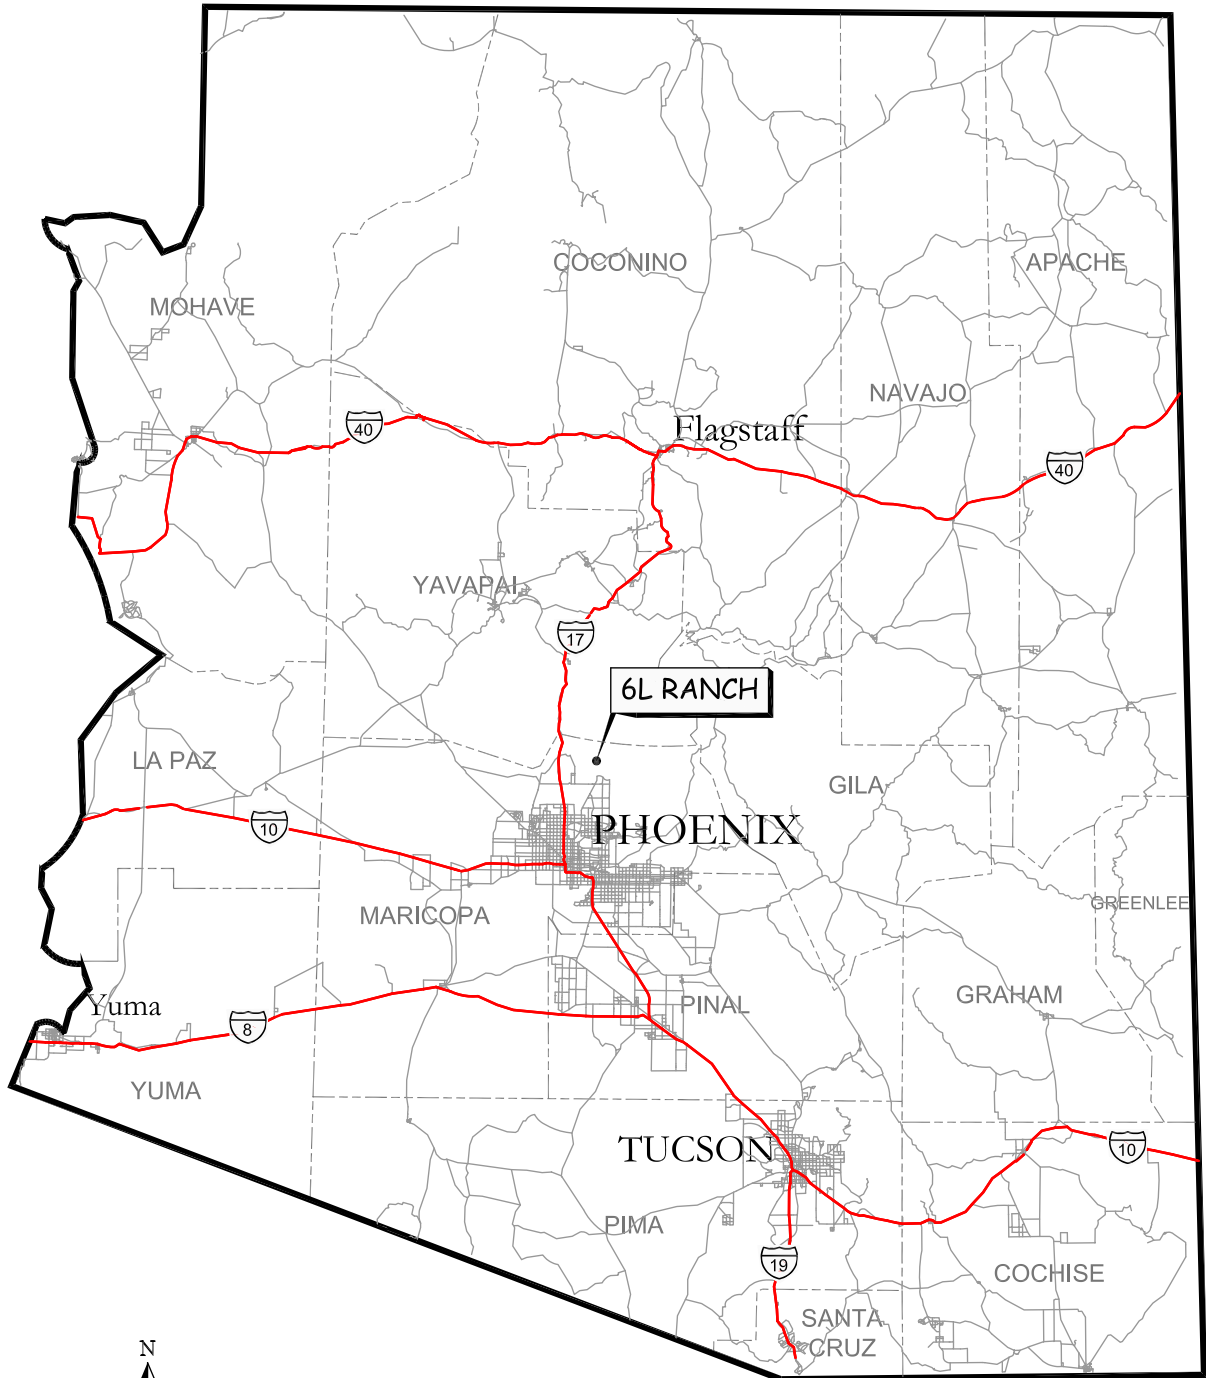 COCONINO
APACHE
MOHAVE
NAVAJO
40
Flagstaff
40
YAVAPAI
17
6L RANCH
LA PAZ
GILA
10
PHOENIX
MARICOPA
GREENLEE
Yuma
PINAL
GRAHAM
8
YUMA
TUCSON
10
PIMA
19
COCHISE
SANTA
CRUZ
N